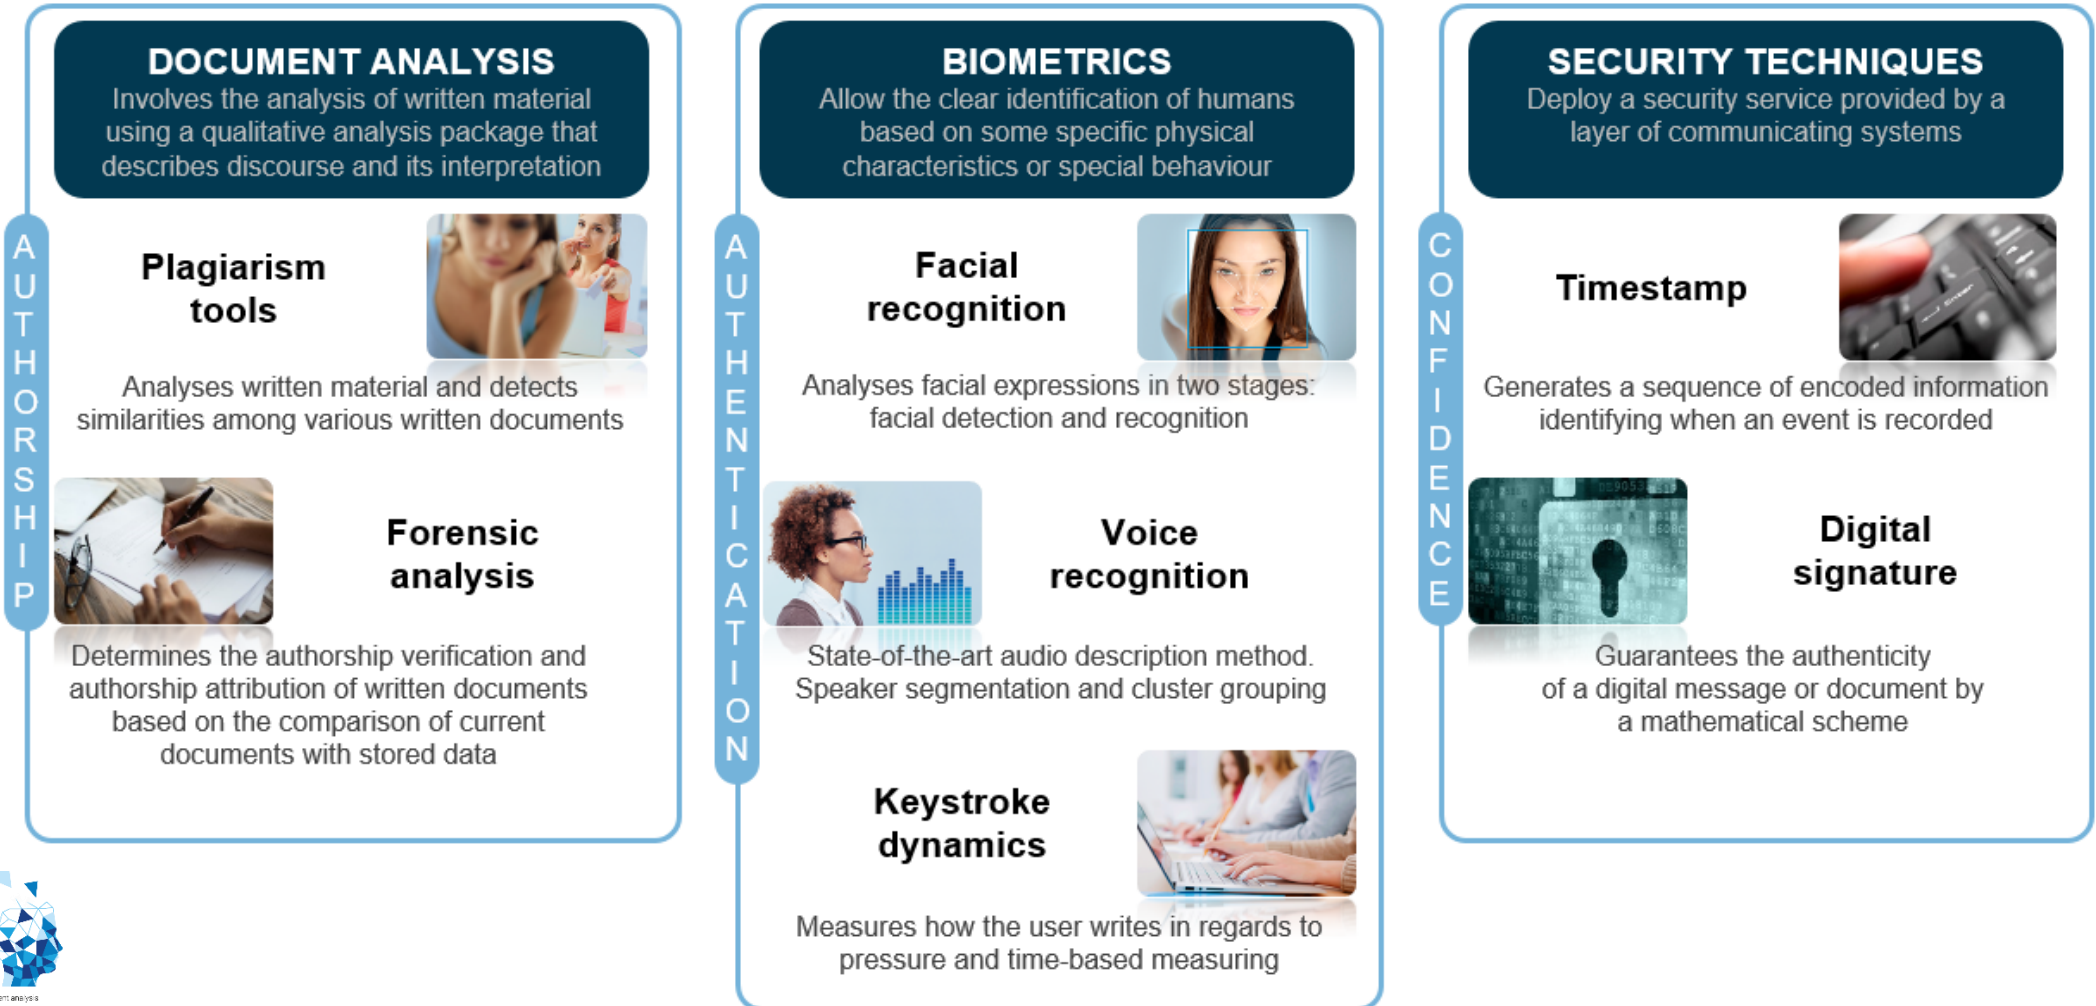 DOCUMENT ANALYSIS
Involves the analysis of written material
using a qualitative analysis package that
describes discourse and its interpretation
AUTHORSHIP
Plagiarism
tools
Analyses written material and detects
similarities among various written documents
Forensic
analysis
Determines the authorship verification and
authorship attribution of written documents
based on the comparison of current
documents with stored data
BIOMETRICS
Allow the clear identification of humans
based on some specific physical
characteristics or special behaviour
AUTHENTICATION
Facial
recognition
Analyses facial expressions in two stages:
facial detection and recognition
Voice
recognition
State-of-the-art audio description method.
Speaker segmentation and cluster grouping
Keystroke
dynamics
Measures how the user writes in regards to
pressure and time-based measuring
SECURITY TECHNIQUES
Deploy a security service provided by a
layer of communicating systems
CONFIDENCE
Timestamp
Enter
Generates a sequence of encoded information
identifying when an event is recorded
Digital
signature
Guarantees the authenticity
of a digital message or document by
a mathematical scheme
analysis